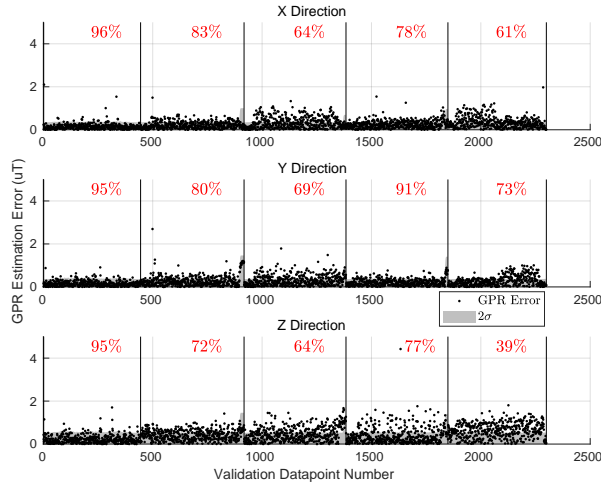 X Direction
96% 83% 64% 78% 61%
4
2
0
0 500 1000 1500 2000 2500
Y Direction
95% 80% 69% 91% 73%
4
2
0
0 500 1000 1500 2000 2500
GPR Estimation Error (uT)
GPR Error
2σ
Z Direction
95% 72% 64% 77% 39%
4
2
0
0 500 1000 1500 2000 2500
Validation Datapoint Number